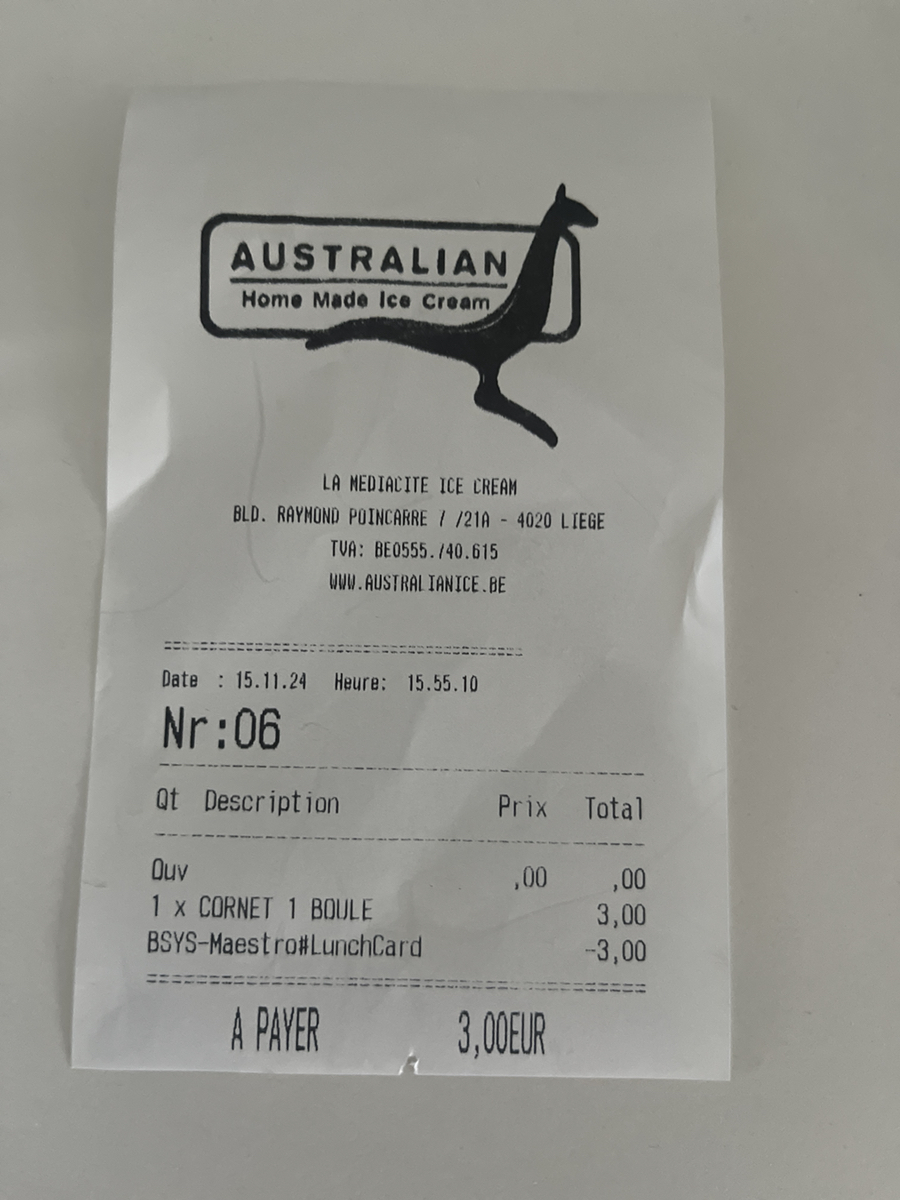 AUSTRALIAN
Home Made Ice Cream
LA MEDIACITE ICE CREAM
BLD. RAYMOND POINCARRE 7 /21A - 4020 LIEGE
TVA: BE0555.740.615
WWW.AUSTRALIANICE.BE
================================================
Date : 15.11.24 Heure: 15.55.10
Nr:06
------------------------------------------------
Qt Description Prix Total
------------------------------------------------
Ouv ,00 ,00
1 x CORNET 1 BOULE 3,00
BSYS-Maestro#LunchCard -3,00
================================================
A PAYER 3,00EUR